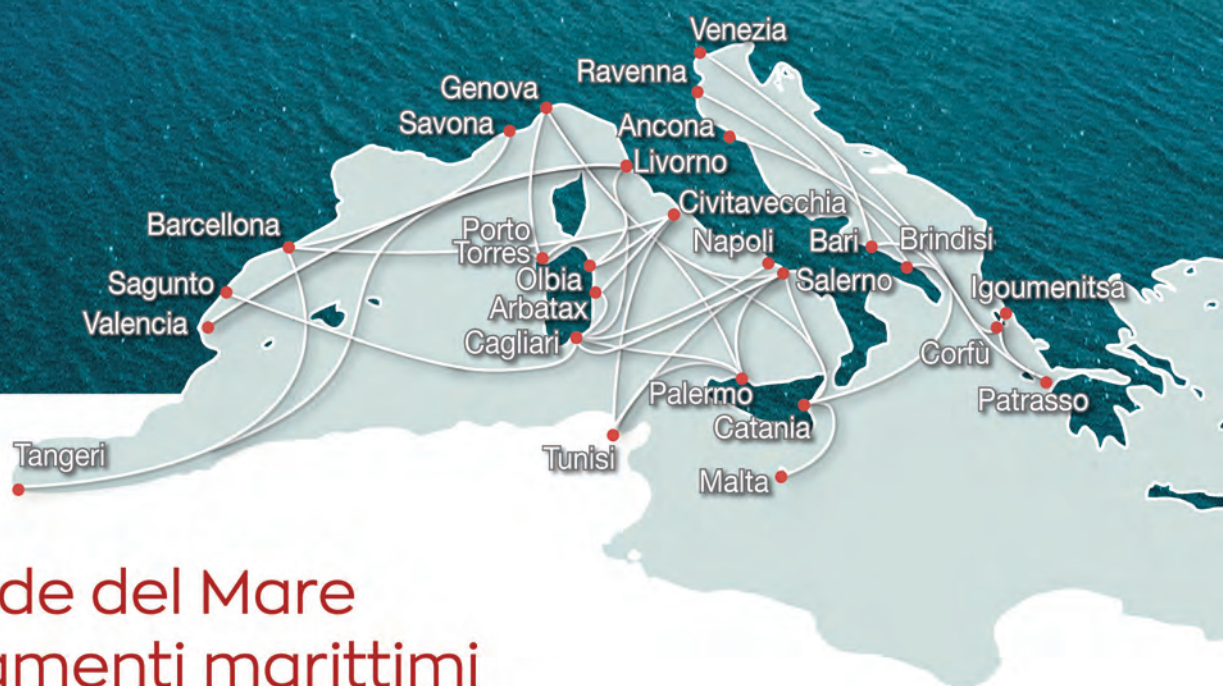 Venezia
Ravenna
Genova
Savona
Ancona
Livorno
Civitavecchia
Barcellona
Porto
Torres
Napoli
Bari
Brindisi
Olbia
Salerno
Sagunto
Arbatax
Igoumenitsa
Valencia
Cagliari
Corfù
Palermo
Patrasso
Catania
Tangeri
Tunisi
Malta
de del Mare
amenti marittimi